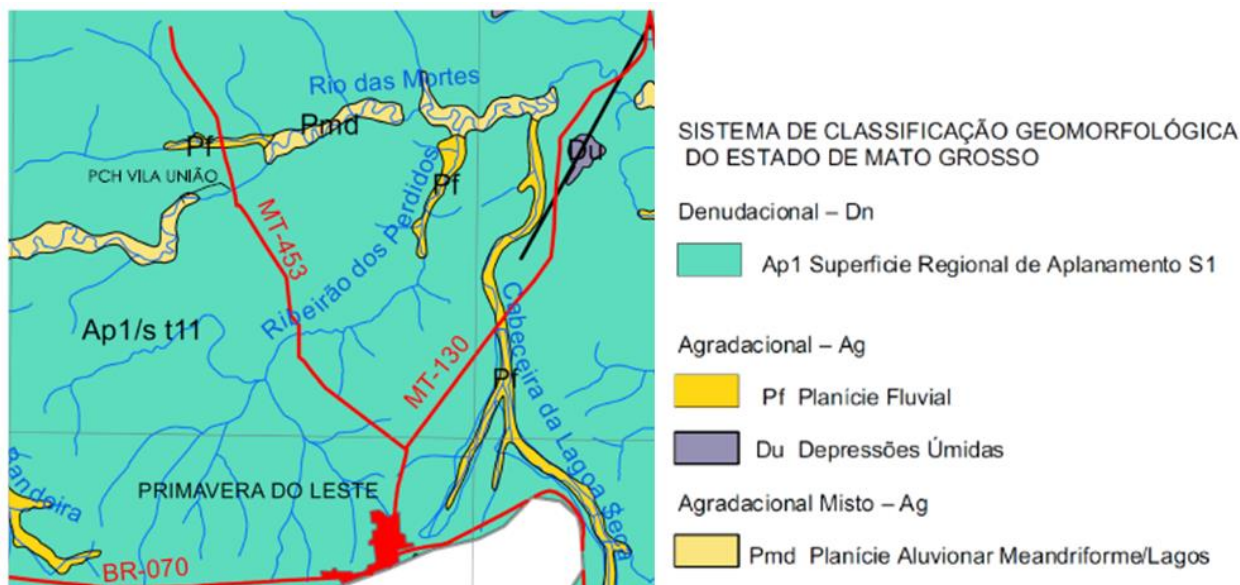 Rio das Mortes
Pmd
Pf
Du
PCH VILA UNIÃO
Pf
MT-453
Ribeirão dos Perdidos
Ap1/s t11
MT-130
Cabeceira da Lagoa Seca
Pf
Bandeira
PRIMAVERA DO LESTE
BR-070
SISTEMA DE CLASSIFICAÇÃO GEOMORFOLÓGICA
DO ESTADO DE MATO GROSSO
Denudacional – Dn
Ap1 Superficie Regional de Aplanamento S1
Agradacional – Ag
Pf Planície Fluvial
Du Depressões Úmidas
Agradacional Misto – Ag
Pmd Planície Aluvionar Meandriforme/Lagos